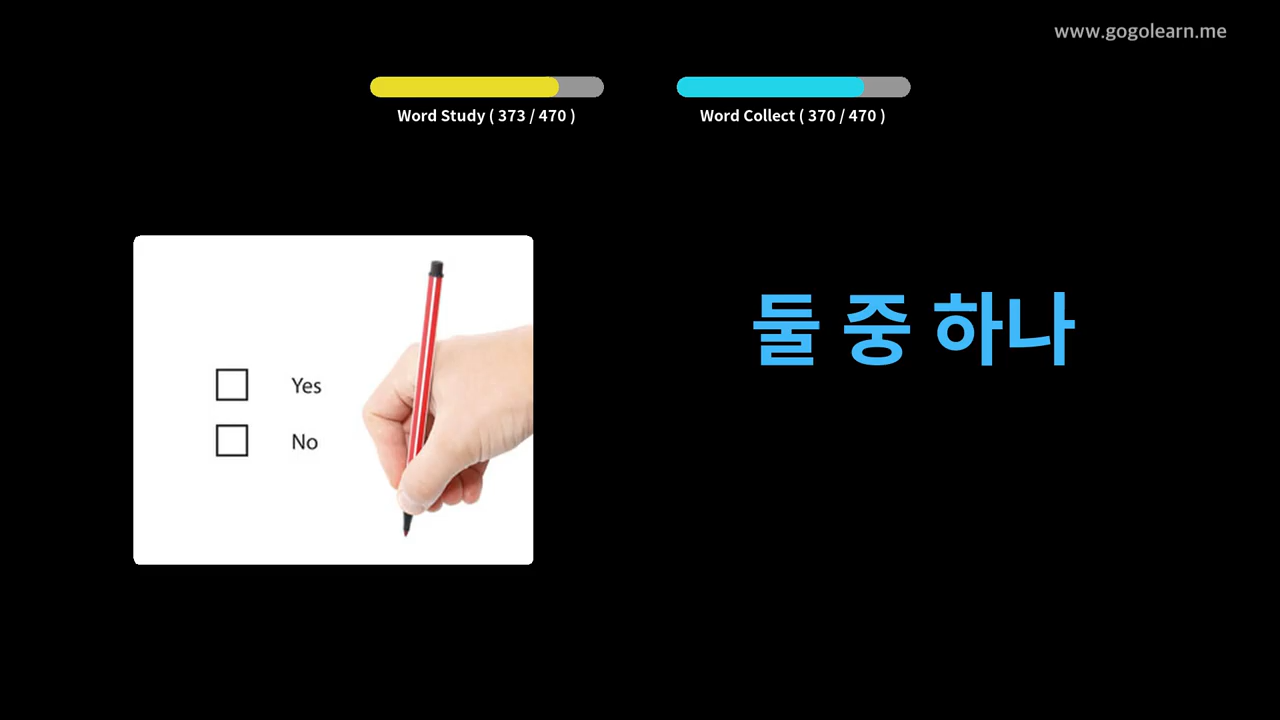 www.gogolearn.me
Word Study ( 373 / 470 )
Word Collect ( 370 / 470 )
Yes
No
둘 중 하나